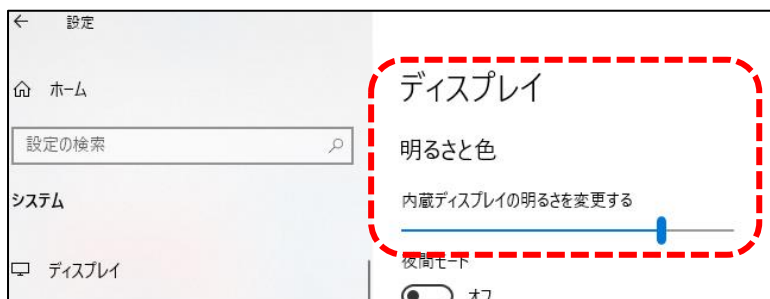 ← 設定
ホーム
設定の検索
システム
ディスプレイ
ディスプレイ
明るさと色
内蔵ディスプレイの明るさを変更する
夜間モード
オフ